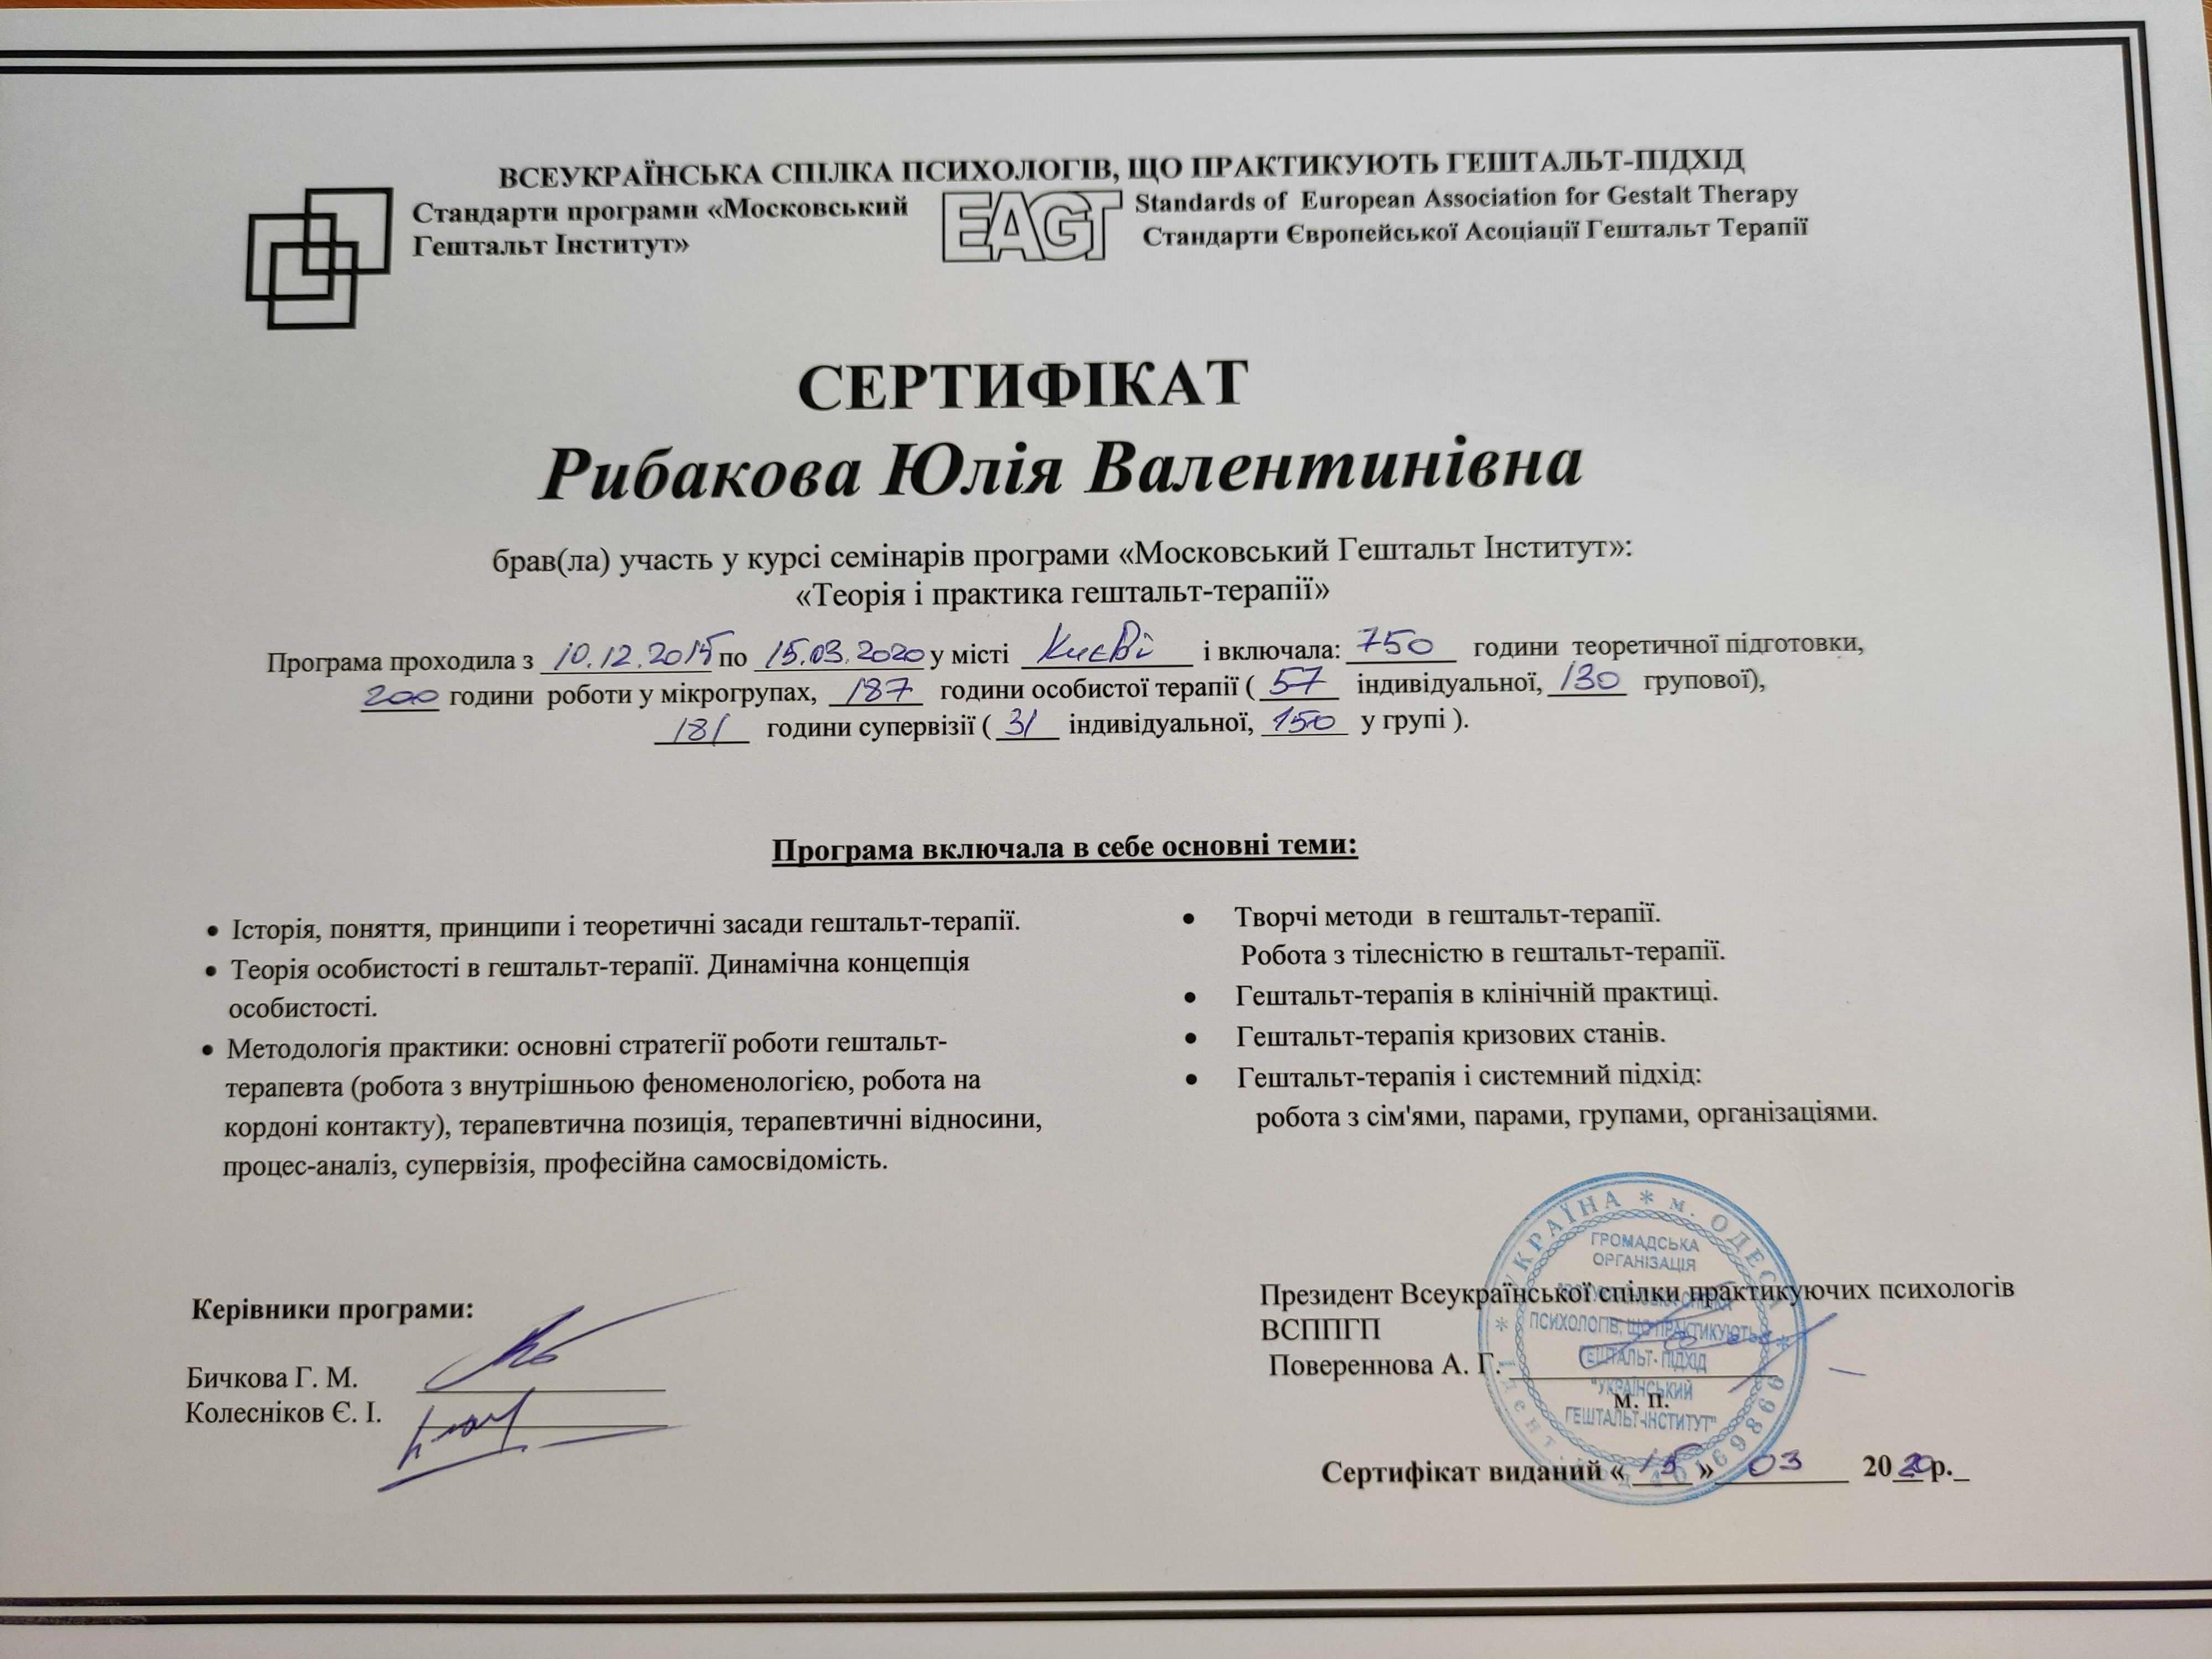 ВСЕУКРАЇНСЬКА СПІЛКА ПСИХОЛОГІВ, ЩО ПРАКТИКУЮТЬ ГЕШТАЛЬТ-ПІДХІД
Стандарти програми «Московський
Гештальт Інститут»
EAGT
Standards of European Association for Gestalt Therapy
Стандарти Європейської Асоціації Гештальт Терапії
СЕРТИФІКАТ
Рибакова Юлія Валентинівна
брав(ла) участь у курсі семінарів програми «Московський Гештальт Інститут»:
«Теорія і практика гештальт-терапії»
Програма проходила з 10.12.2015 по 15.03.2020 у місті Києві і включала: 750 години теоретичної підготовки,
200 години роботи у мікрогрупах, 187 години особистої терапії ( 57 індивідуальної, 130 групової),
181 години супервізії ( 31 індивідуальної, 150 у групі ).
Програма включала в себе основні теми:
• Історія, поняття, принципи і теоретичні засади гештальт-терапії.
• Теорія особистості в гештальт-терапії. Динамічна концепція
особистості.
• Методологія практики: основні стратегії роботи гештальт-
терапевта (робота з внутрішньою феноменологією, робота на
кордоні контакту), терапевтична позиція, терапевтичні відносини,
процес-аналіз, супервізія, професійна самосвідомість.
• Творчі методи в гештальт-терапії.
Робота з тілесністю в гештальт-терапії.
• Гештальт-терапія в клінічній практиці.
• Гештальт-терапія кризових станів.
• Гештальт-терапія і системний підхід:
робота з сім'ями, парами, групами, організаціями.
Керівники програми:
Бичкова Г. М.
Колесніков Є. І.
Президент Всеукраїнської спілки практикуючих психологів
ВСППГП
Повереннова А. Г.
м. п.
Сертифікат виданий « 15 » 03 2020 р._
* УКРАЇНА * м. ОДЕСА *
ГРОМАДСЬКА
ОРГАНІЗАЦІЯ
ПСИХОЛОГІВ, ЩО ПРАКТИКУЮТЬ
ГЕШТАЛЬТ-ПІДХІД
"УКРАЇНСЬКИЙ
ГЕШТАЛЬТ-ІНСТИТУТ"